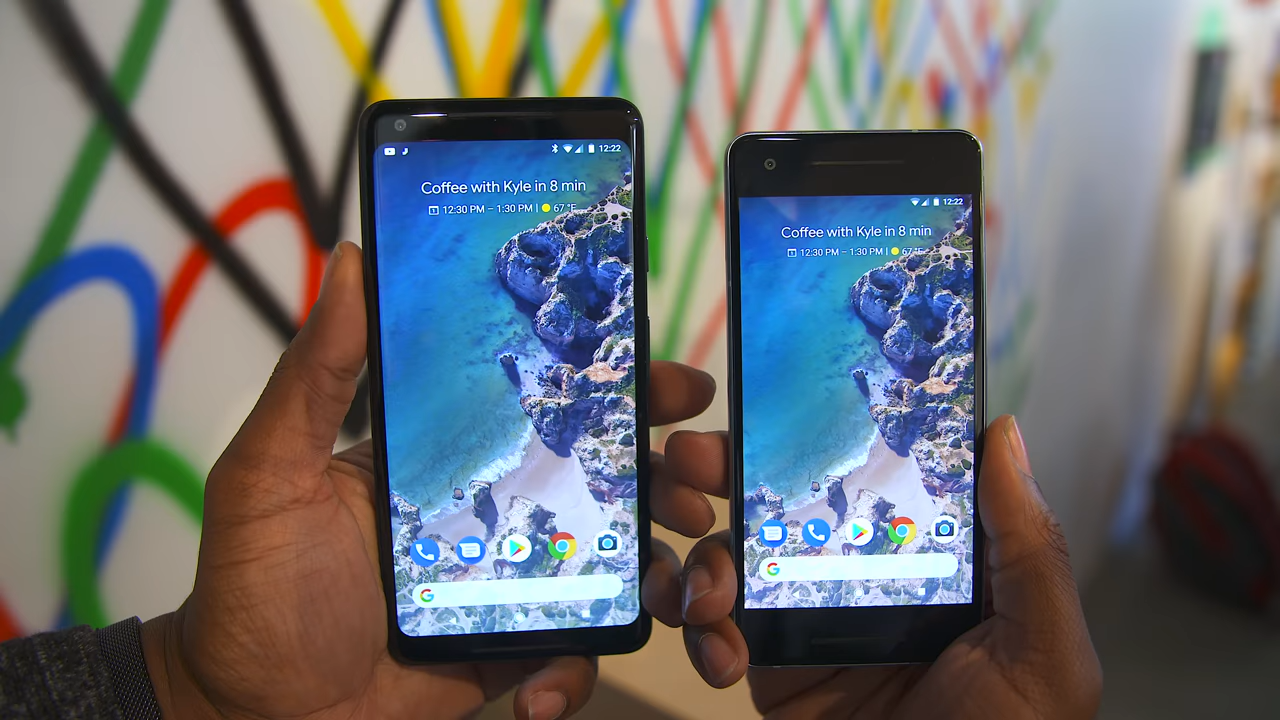 12:22
Coffee with Kyle in 8 min
12:30 PM – 1:30 PM | 67 °F
G
12:22
Coffee with Kyle in 8 min
12:30 PM – 1:30 PM | 67 °F
G